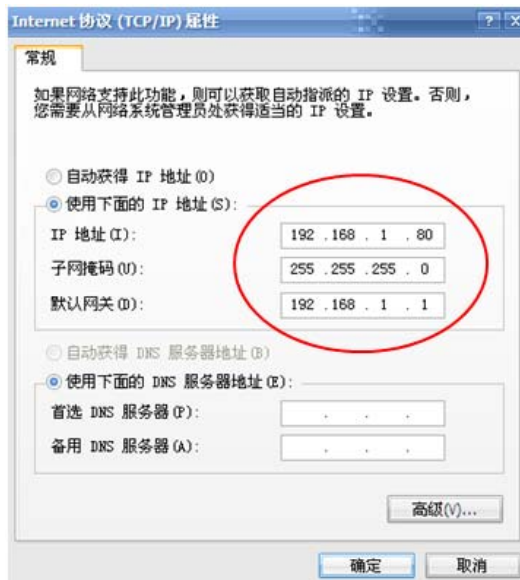 Internet 协议 (TCP/IP) 属性
常规
如果网络支持此功能，则可以获取自动指派的 IP 设置。否则，
您需要从网络系统管理员处获得适当的 IP 设置。
自动获得 IP 地址(O)
使用下面的 IP 地址(S):
IP 地址(I): 192 .168 . 1 . 80
子网掩码(U): 255 .255 .255 . 0
默认网关(D): 192 .168 . 1 . 1
自动获得 DNS 服务器地址(B)
使用下面的 DNS 服务器地址(E):
首选 DNS 服务器(P): . . .
备用 DNS 服务器(A): . . .
高级(V)...
确定 取消